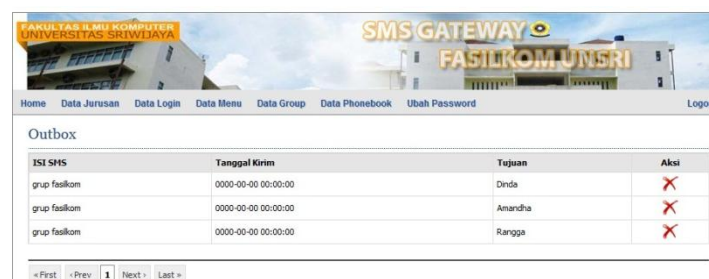 FAKULTAS ILMU KOMPUTER
UNIVERSITAS SRIWIJAYA
SMS GATEWAY
FASILKOM UNSRI
Home Data Jurusan Data Login Data Menu Data Group Data Phonebook Ubah Password Logo
Outbox
ISI SMS Tanggal Kirim Tujuan Aksi
grup fasilkom 0000-00-00 00:00:00 Dinda
grup fasilkom 0000-00-00 00:00:00 Amandha
grup fasilkom 0000-00-00 00:00:00 Rangga
« First ‹ Prev 1 Next › Last »